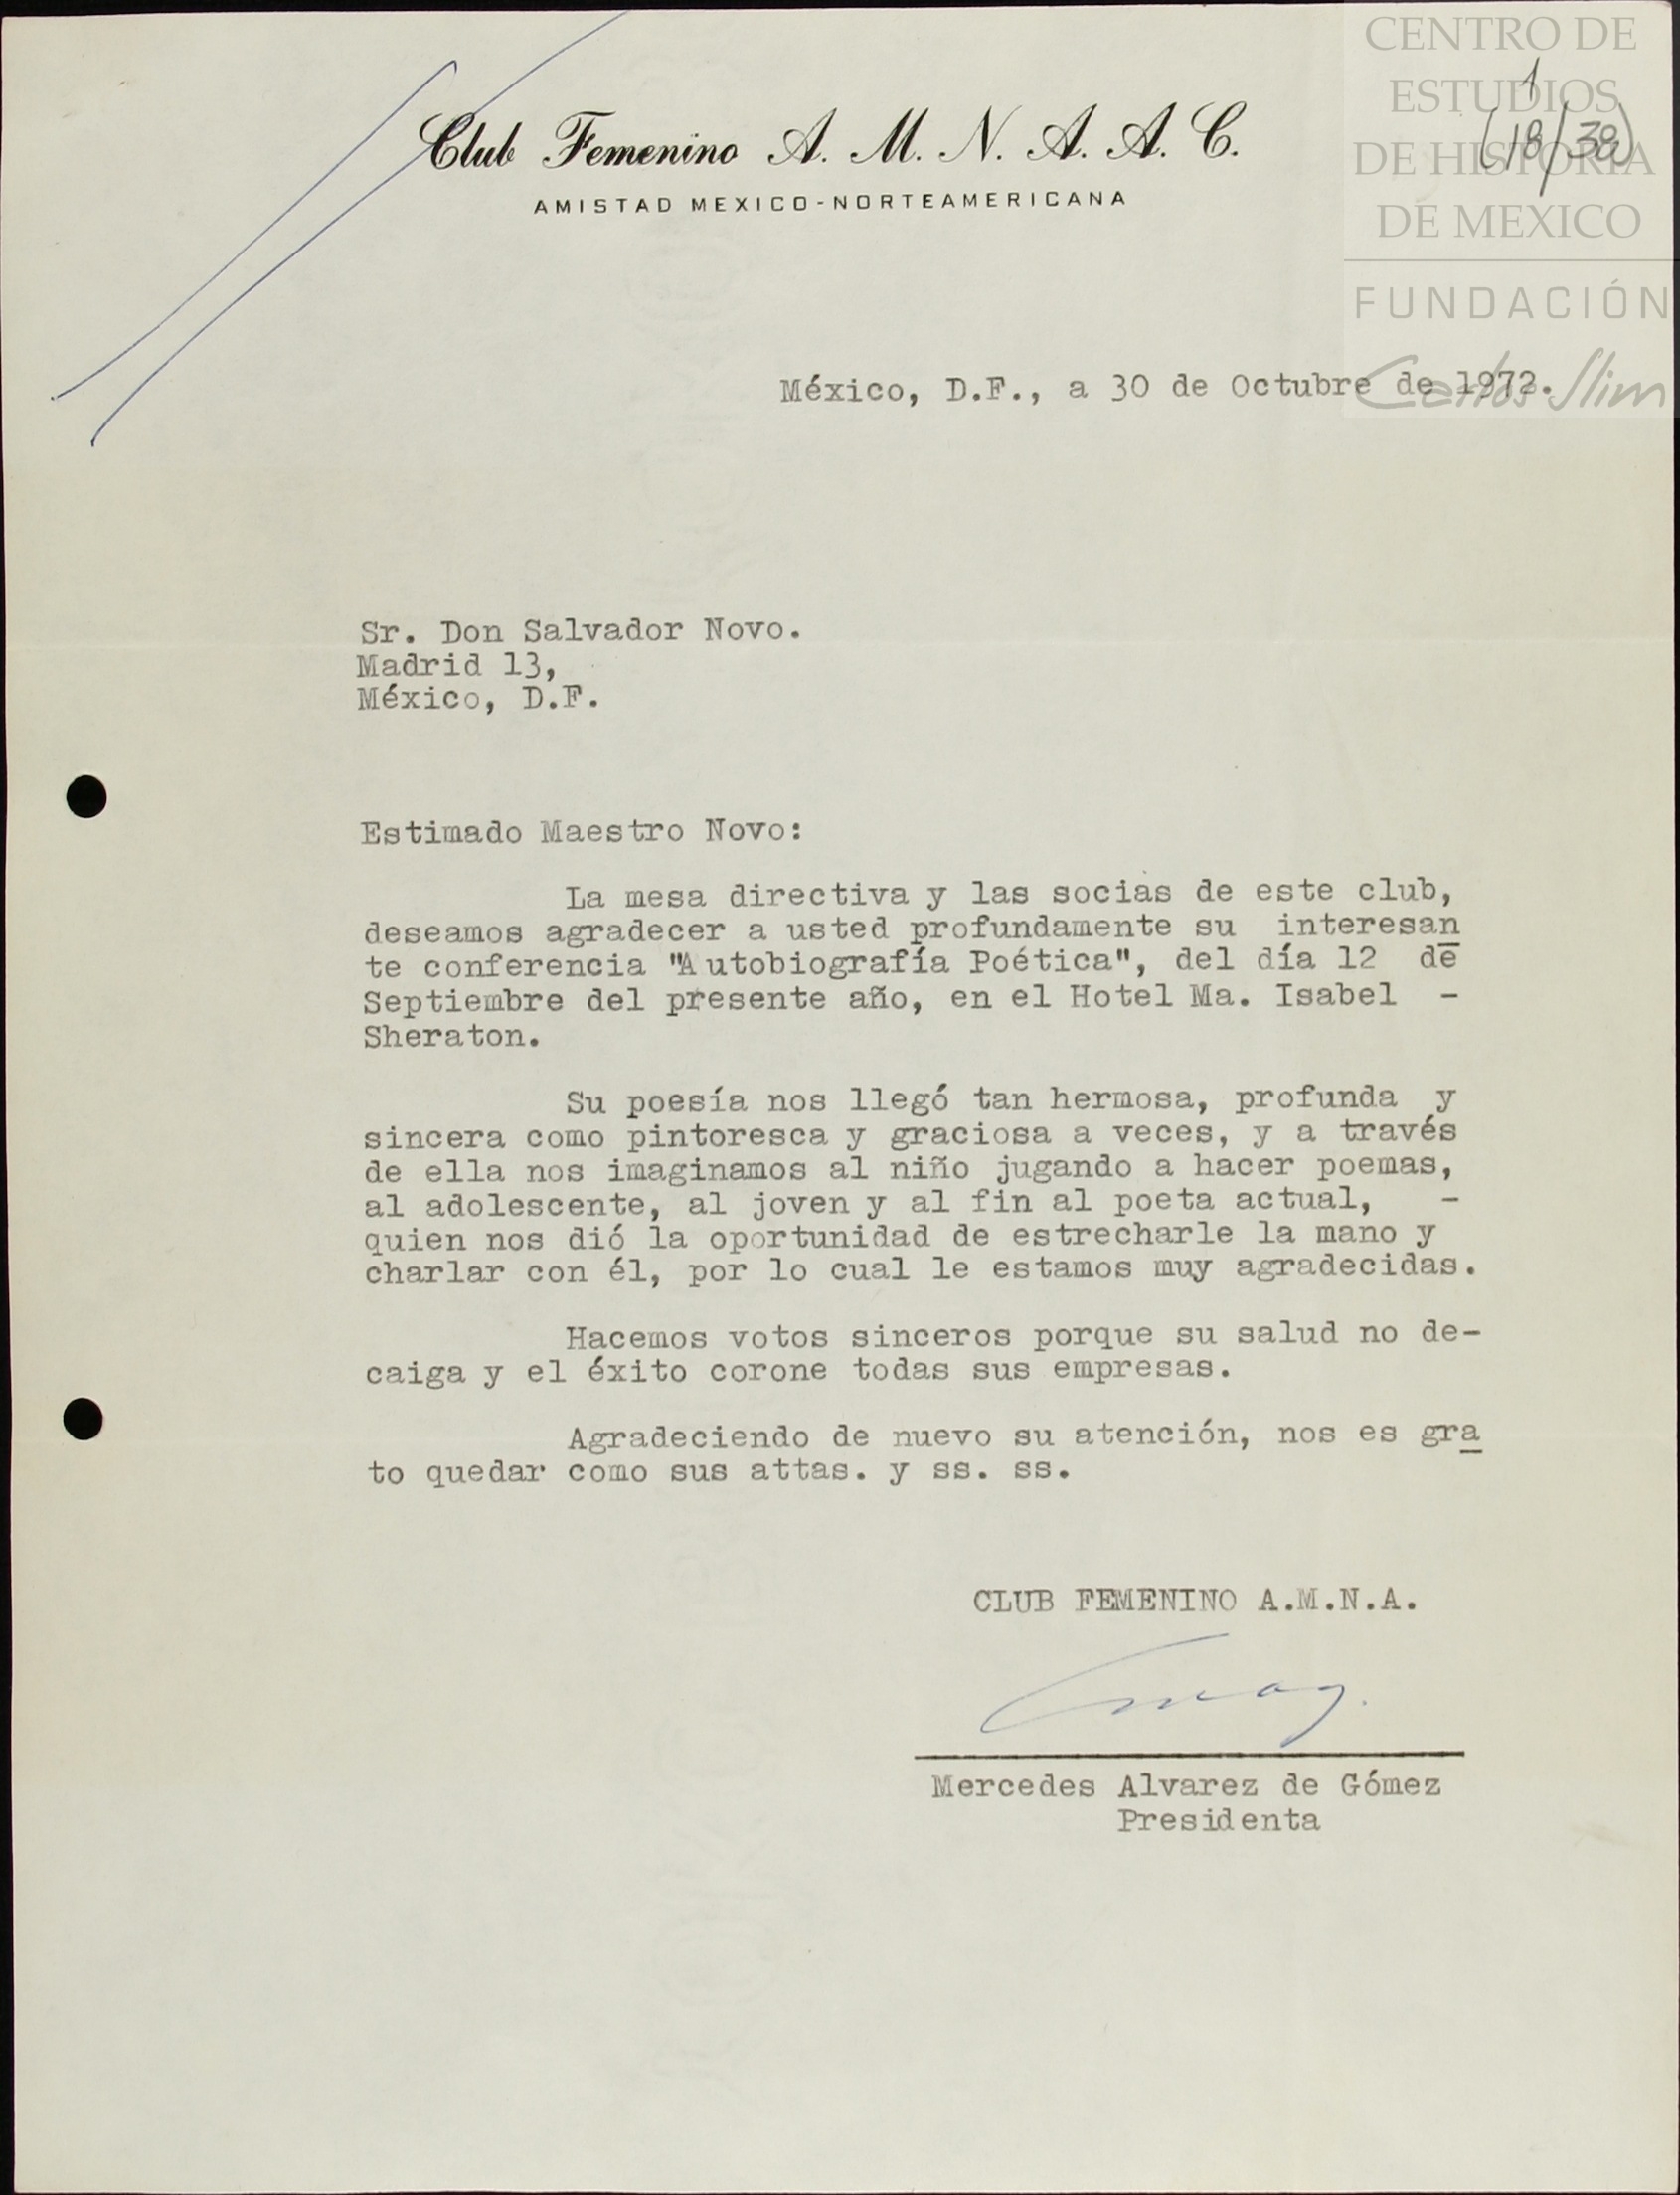 CENTRO DE
ESTUDIOS
DE HISTORIA
DE MEXICO
FUNDACIÓN
Carlos Slim
1
(18/38)
Club Femenino A. M. N. A. A. C.
AMISTAD MEXICO-NORTEAMERICANA
México, D.F., a 30 de Octubre de 1972.
Sr. Don Salvador Novo.
Madrid 13,
México, D.F.
Estimado Maestro Novo:
La mesa directiva y las socias de este club,
deseamos agradecer a usted profundamente su interesan
te conferencia "Autobiografía Poética", del día 12 de
Septiembre del presente año, en el Hotel Ma. Isabel -
Sheraton.
Su poesía nos llegó tan hermosa, profunda y
sincera como pintoresca y graciosa a veces, y a través
de ella nos imaginamos al niño jugando a hacer poemas,
al adolescente, al joven y al fin al poeta actual, -
quien nos dió la oportunidad de estrecharle la mano y
charlar con él, por lo cual le estamos muy agradecidas.
Hacemos votos sinceros porque su salud no de-
caiga y el éxito corone todas sus empresas.
Agradeciendo de nuevo su atención, nos es gra
to quedar como sus attas. y ss. ss.
CLUB FEMENINO A.M.N.A.
Mercedes Alvarez de Gómez
Presidenta